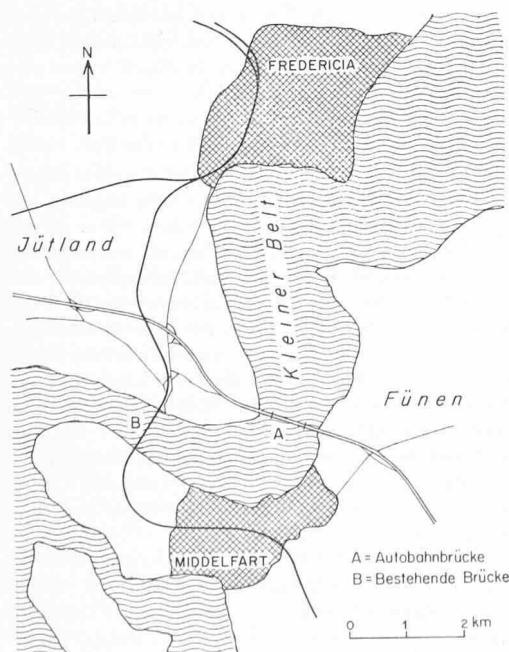 N
FREDERICIA
Jütland
Kleiner Belt
Fünen
B
A
MIDDELFART
A = Autobahnbrücke
B = Bestehende Brücke
0 1 2 km